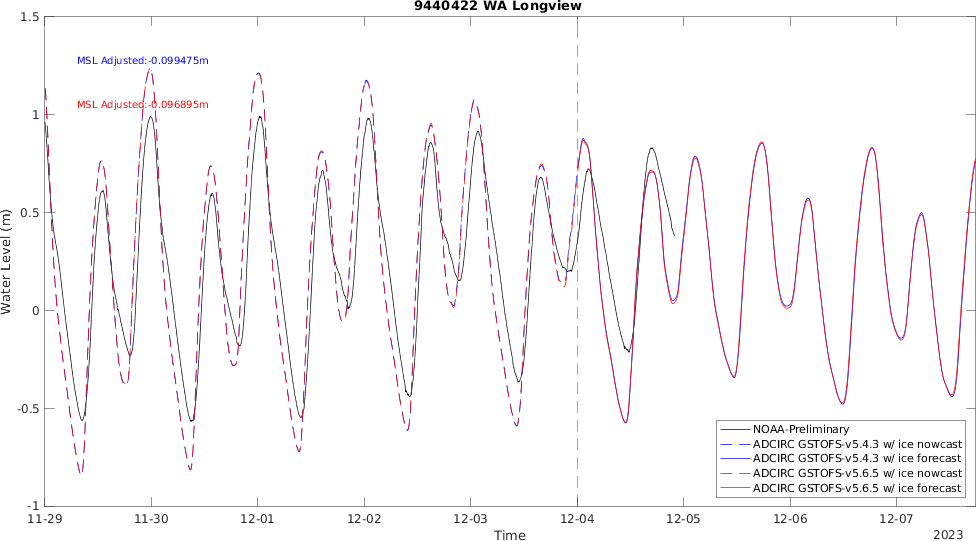 9440422 WA Longview
1.5
MSL Adjusted:-0.099475m
MSL Adjusted:-0.096895m
1
0.5
0
-0.5
-1
Water Level (m)
NOAA-Preliminary
ADCIRC GSTOFS-v5.4.3 w/ ice nowcast
ADCIRC GSTOFS-v5.4.3 w/ ice forecast
ADCIRC GSTOFS-v5.6.5 w/ ice nowcast
ADCIRC GSTOFS-v5.6.5 w/ ice forecast
11-29 11-30 12-01 12-02 12-03 12-04 12-05 12-06 12-07
Time
2023